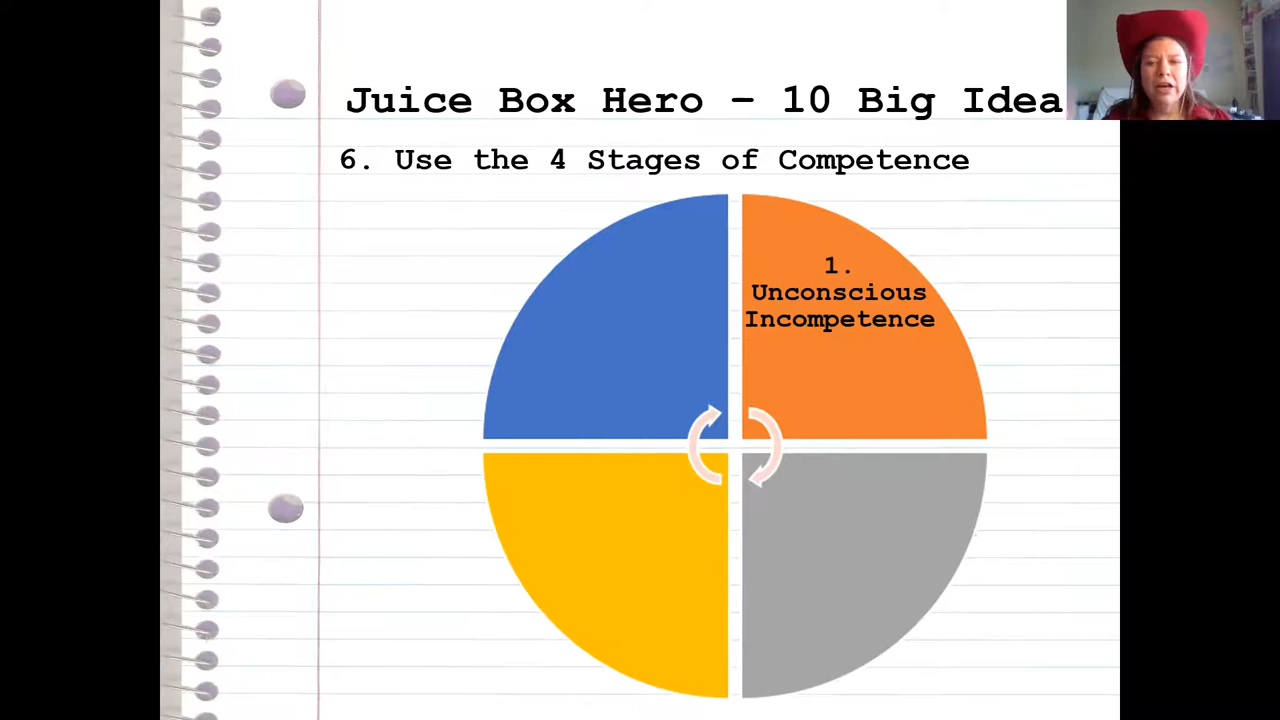 Juice Box Hero – 10 Big Idea
6. Use the 4 Stages of Competence
1.
Unconscious
Incompetence